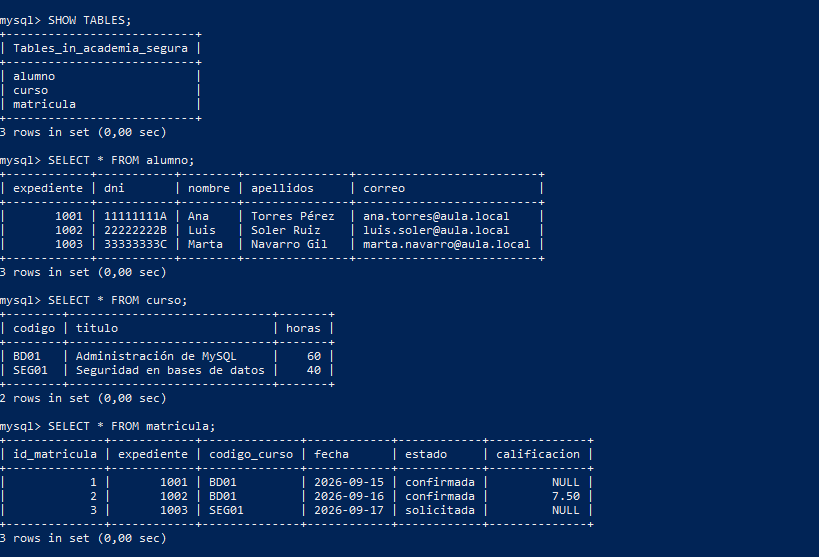 mysql> SHOW TABLES;
+---------------------------+
| Tables_in_academia_segura |
+---------------------------+
| alumno                    |
| curso                     |
| matricula                 |
+---------------------------+
3 rows in set (0,00 sec)
mysql> SELECT * FROM alumno;
+------------+-----------+--------+---------------+-------------------------+
| expediente | dni       | nombre | apellidos     | correo                  |
+------------+-----------+--------+---------------+-------------------------+
|       1001 | 11111111A | Ana    | Torres Pérez  | ana.torres@aula.local   |
|       1002 | 22222222B | Luis   | Soler Ruiz    | luis.soler@aula.local   |
|       1003 | 33333333C | Marta  | Navarro Gil   | marta.navarro@aula.local |
+------------+-----------+--------+---------------+-------------------------+
3 rows in set (0,00 sec)
mysql> SELECT * FROM curso;
+--------+-----------------------------+-------+
| codigo | titulo                      | horas |
+--------+-----------------------------+-------+
| BD01   | Administración de MySQL     |    60 |
| SEG01  | Seguridad en bases de datos |    40 |
+--------+-----------------------------+-------+
2 rows in set (0,00 sec)
mysql> SELECT * FROM matricula;
+--------------+------------+--------------+------------+------------+--------------+
| id_matricula | expediente | codigo_curso | fecha      | estado     | calificacion |
+--------------+------------+--------------+------------+------------+--------------+
|            1 |       1001 | BD01         | 2026-09-15 | confirmada |         NULL |
|            2 |       1002 | BD01         | 2026-09-16 | confirmada |         7.50 |
|            3 |       1003 | SEG01        | 2026-09-17 | solicitada |         NULL |
+--------------+------------+--------------+------------+------------+--------------+
3 rows in set (0,00 sec)